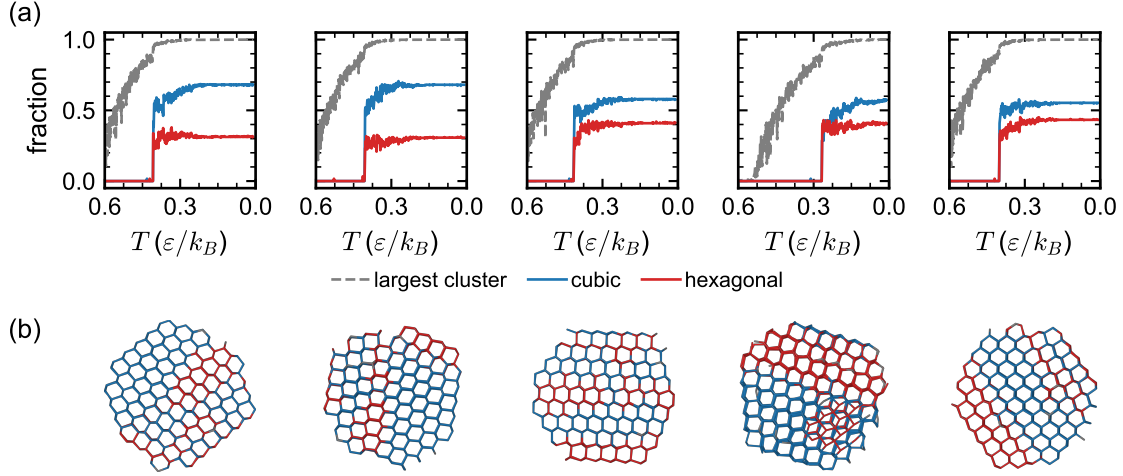 (a)
fraction
1.0
0.5
0.0
0.6 0.3 0.0 0.6 0.3 0.0 0.6 0.3 0.0 0.6 0.3 0.0 0.6 0.3 0.0
T (ε/k_B) T (ε/k_B) T (ε/k_B) T (ε/k_B) T (ε/k_B)
largest cluster cubic hexagonal
(b)